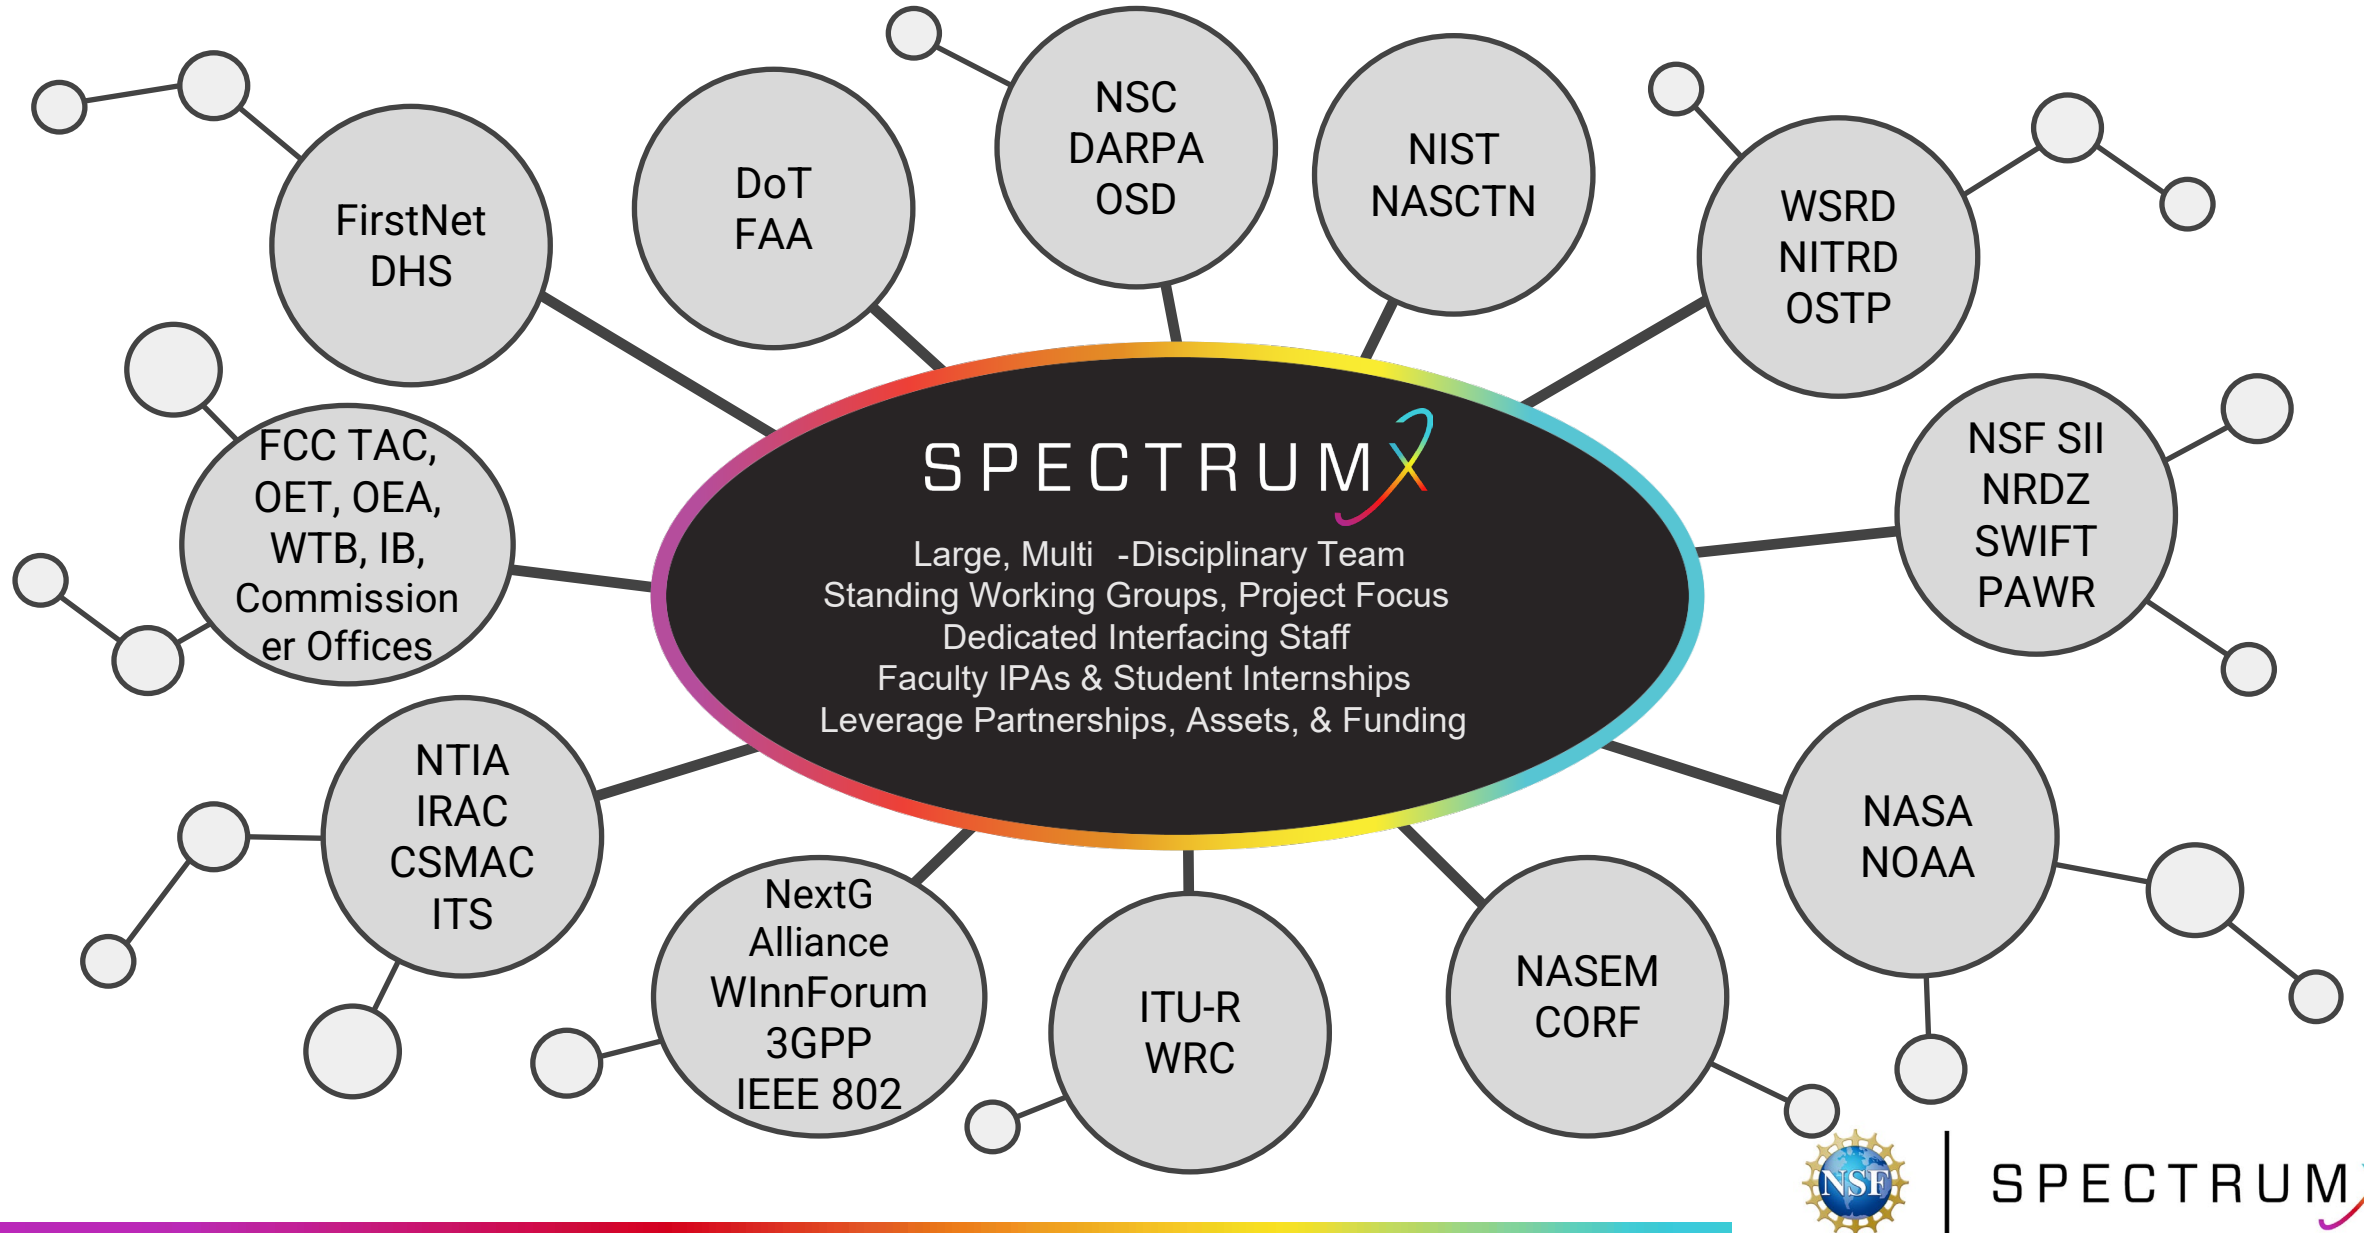 NSC
DARPA
OSD
NIST
NASCTN
DoT
FAA
FirstNet
DHS
WSRD
NITRD
OSTP
FCC TAC,
OET, OEA,
WTB, IB,
Commission
er Offices
SPECTRUMX
Large, Multi -Disciplinary Team
Standing Working Groups, Project Focus
Dedicated Interfacing Staff
Faculty IPAs & Student Internships
Leverage Partnerships, Assets, & Funding
NSF SII
NRDZ
SWIFT
PAWR
NTIA
IRAC
CSMAC
ITS
NASA
NOAA
NextG
Alliance
WInnForum
3GPP
IEEE 802
ITU-R
WRC
NASEM
CORF
NSF
SPECTRUM